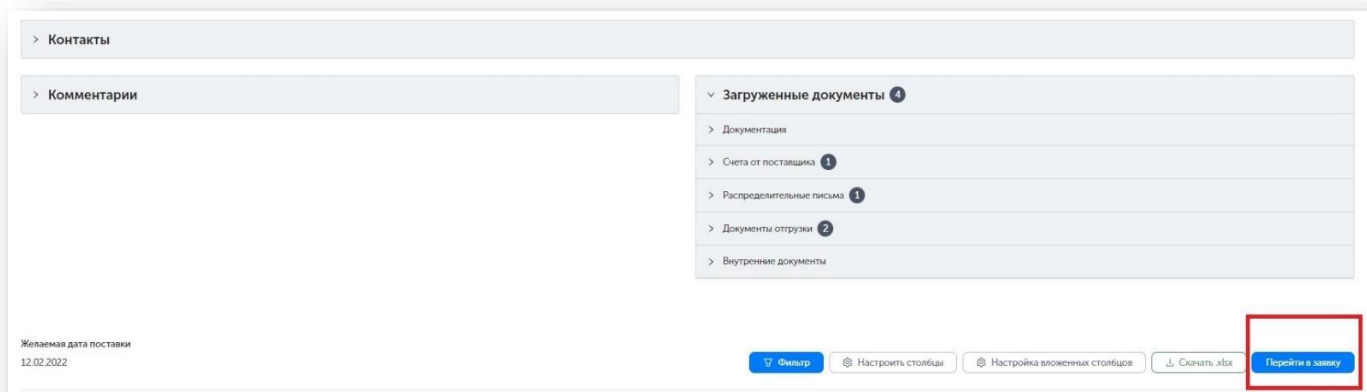 Контакты
Комментарии
Загруженные документы 4
Документация
Счета от поставщика 1
Распределительные письма 1
Документы отгрузки 2
Внутренние документы
Желаемая дата поставки
12.02.2022
Фильтр Настроить столбцы Настройка вложенных столбцов Скачать .xlsx Перейти в заявку